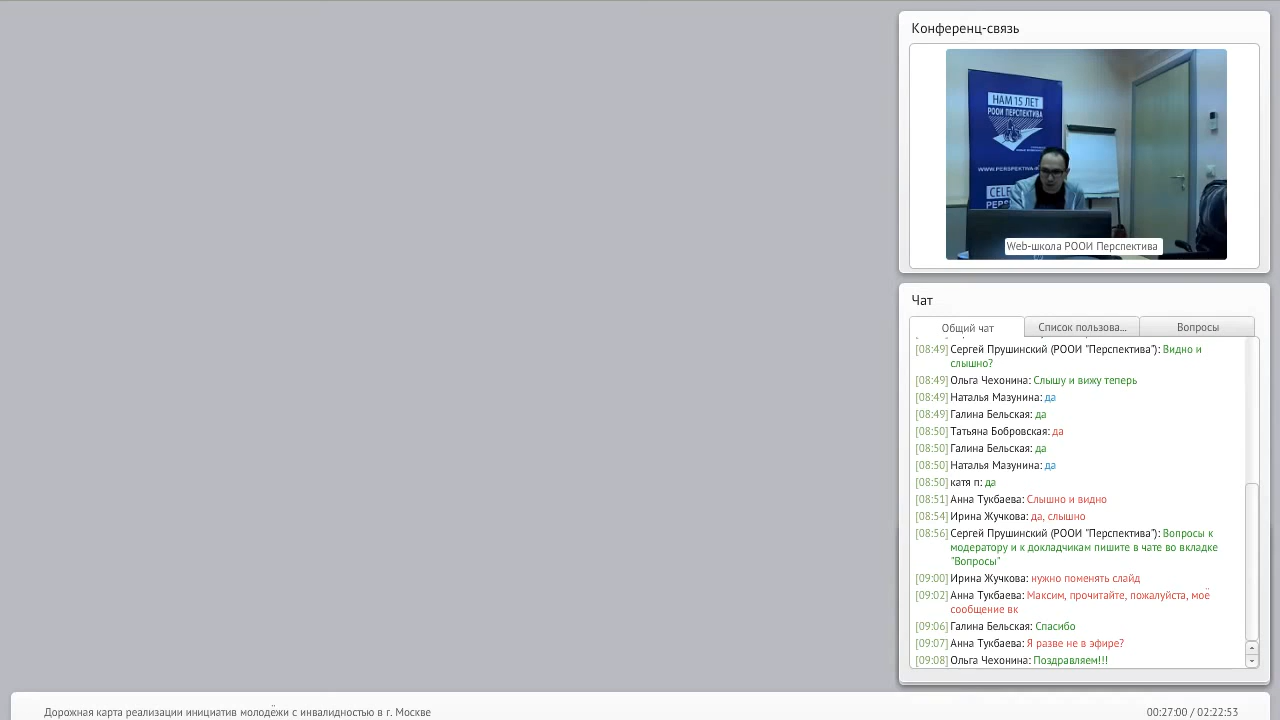 Конференц-связь
НАМ 15 ЛЕТ
РООИ ПЕРСПЕКТИВА
Web-школа РООИ Перспектива
Чат
Общий чат
Список пользова...
Вопросы
[08:49] Сергей Прушинский (РООИ "Перспектива"): Видно и
слышно?
[08:49] Ольга Чехонина: Слышу и вижу теперь
[08:49] Наталья Мазунина: да
[08:49] Галина Бельская: да
[08:50] Татьяна Бобровская: да
[08:50] Галина Бельская: да
[08:50] Наталья Мазунина: да
[08:50] катя п: да
[08:51] Анна Тукбаева: Слышно и видно
[08:54] Ирина Жучкова: да, слышно
[08:56] Сергей Прушинский (РООИ "Перспектива"): Вопросы к
модератору и к докладчикам пишите в чате во вкладке
"Вопросы"
[09:00] Ирина Жучкова: нужно поменять слайд
[09:02] Анна Тукбаева: Максим, прочитайте, пожалуйста, моё
сообщение вк
[09:06] Галина Бельская: Спасибо
[09:07] Анна Тукбаева: Я разве не в эфире?
[09:08] Ольга Чехонина: Поздравляем!!!
Дорожная карта реализации инициатив молодёжи с инвалидностью в г. Москве
00:27:00 / 02:22:53